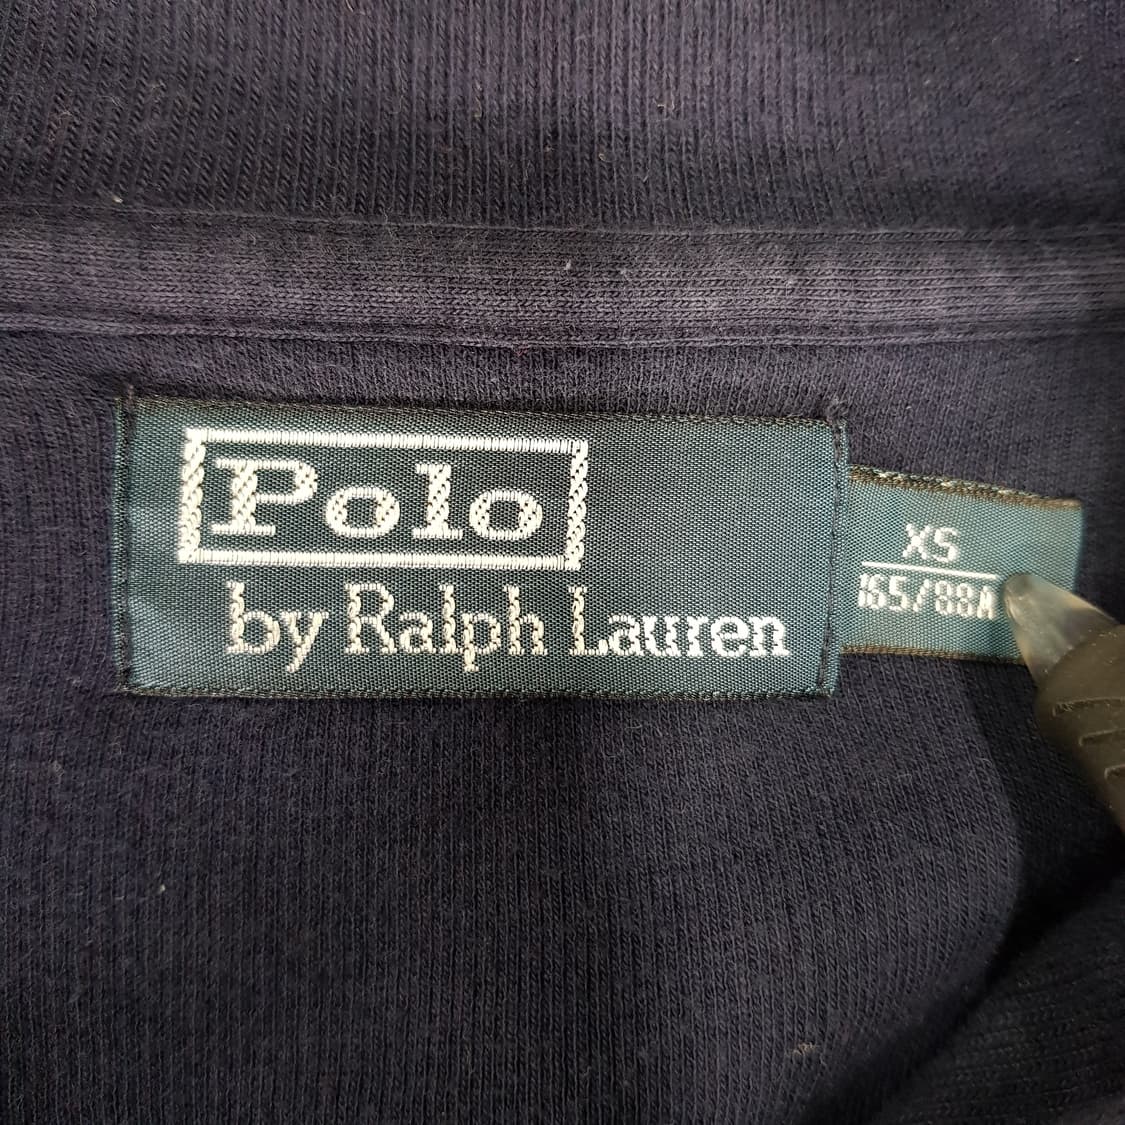 Polo
by Ralph Lauren
XS
165/88A